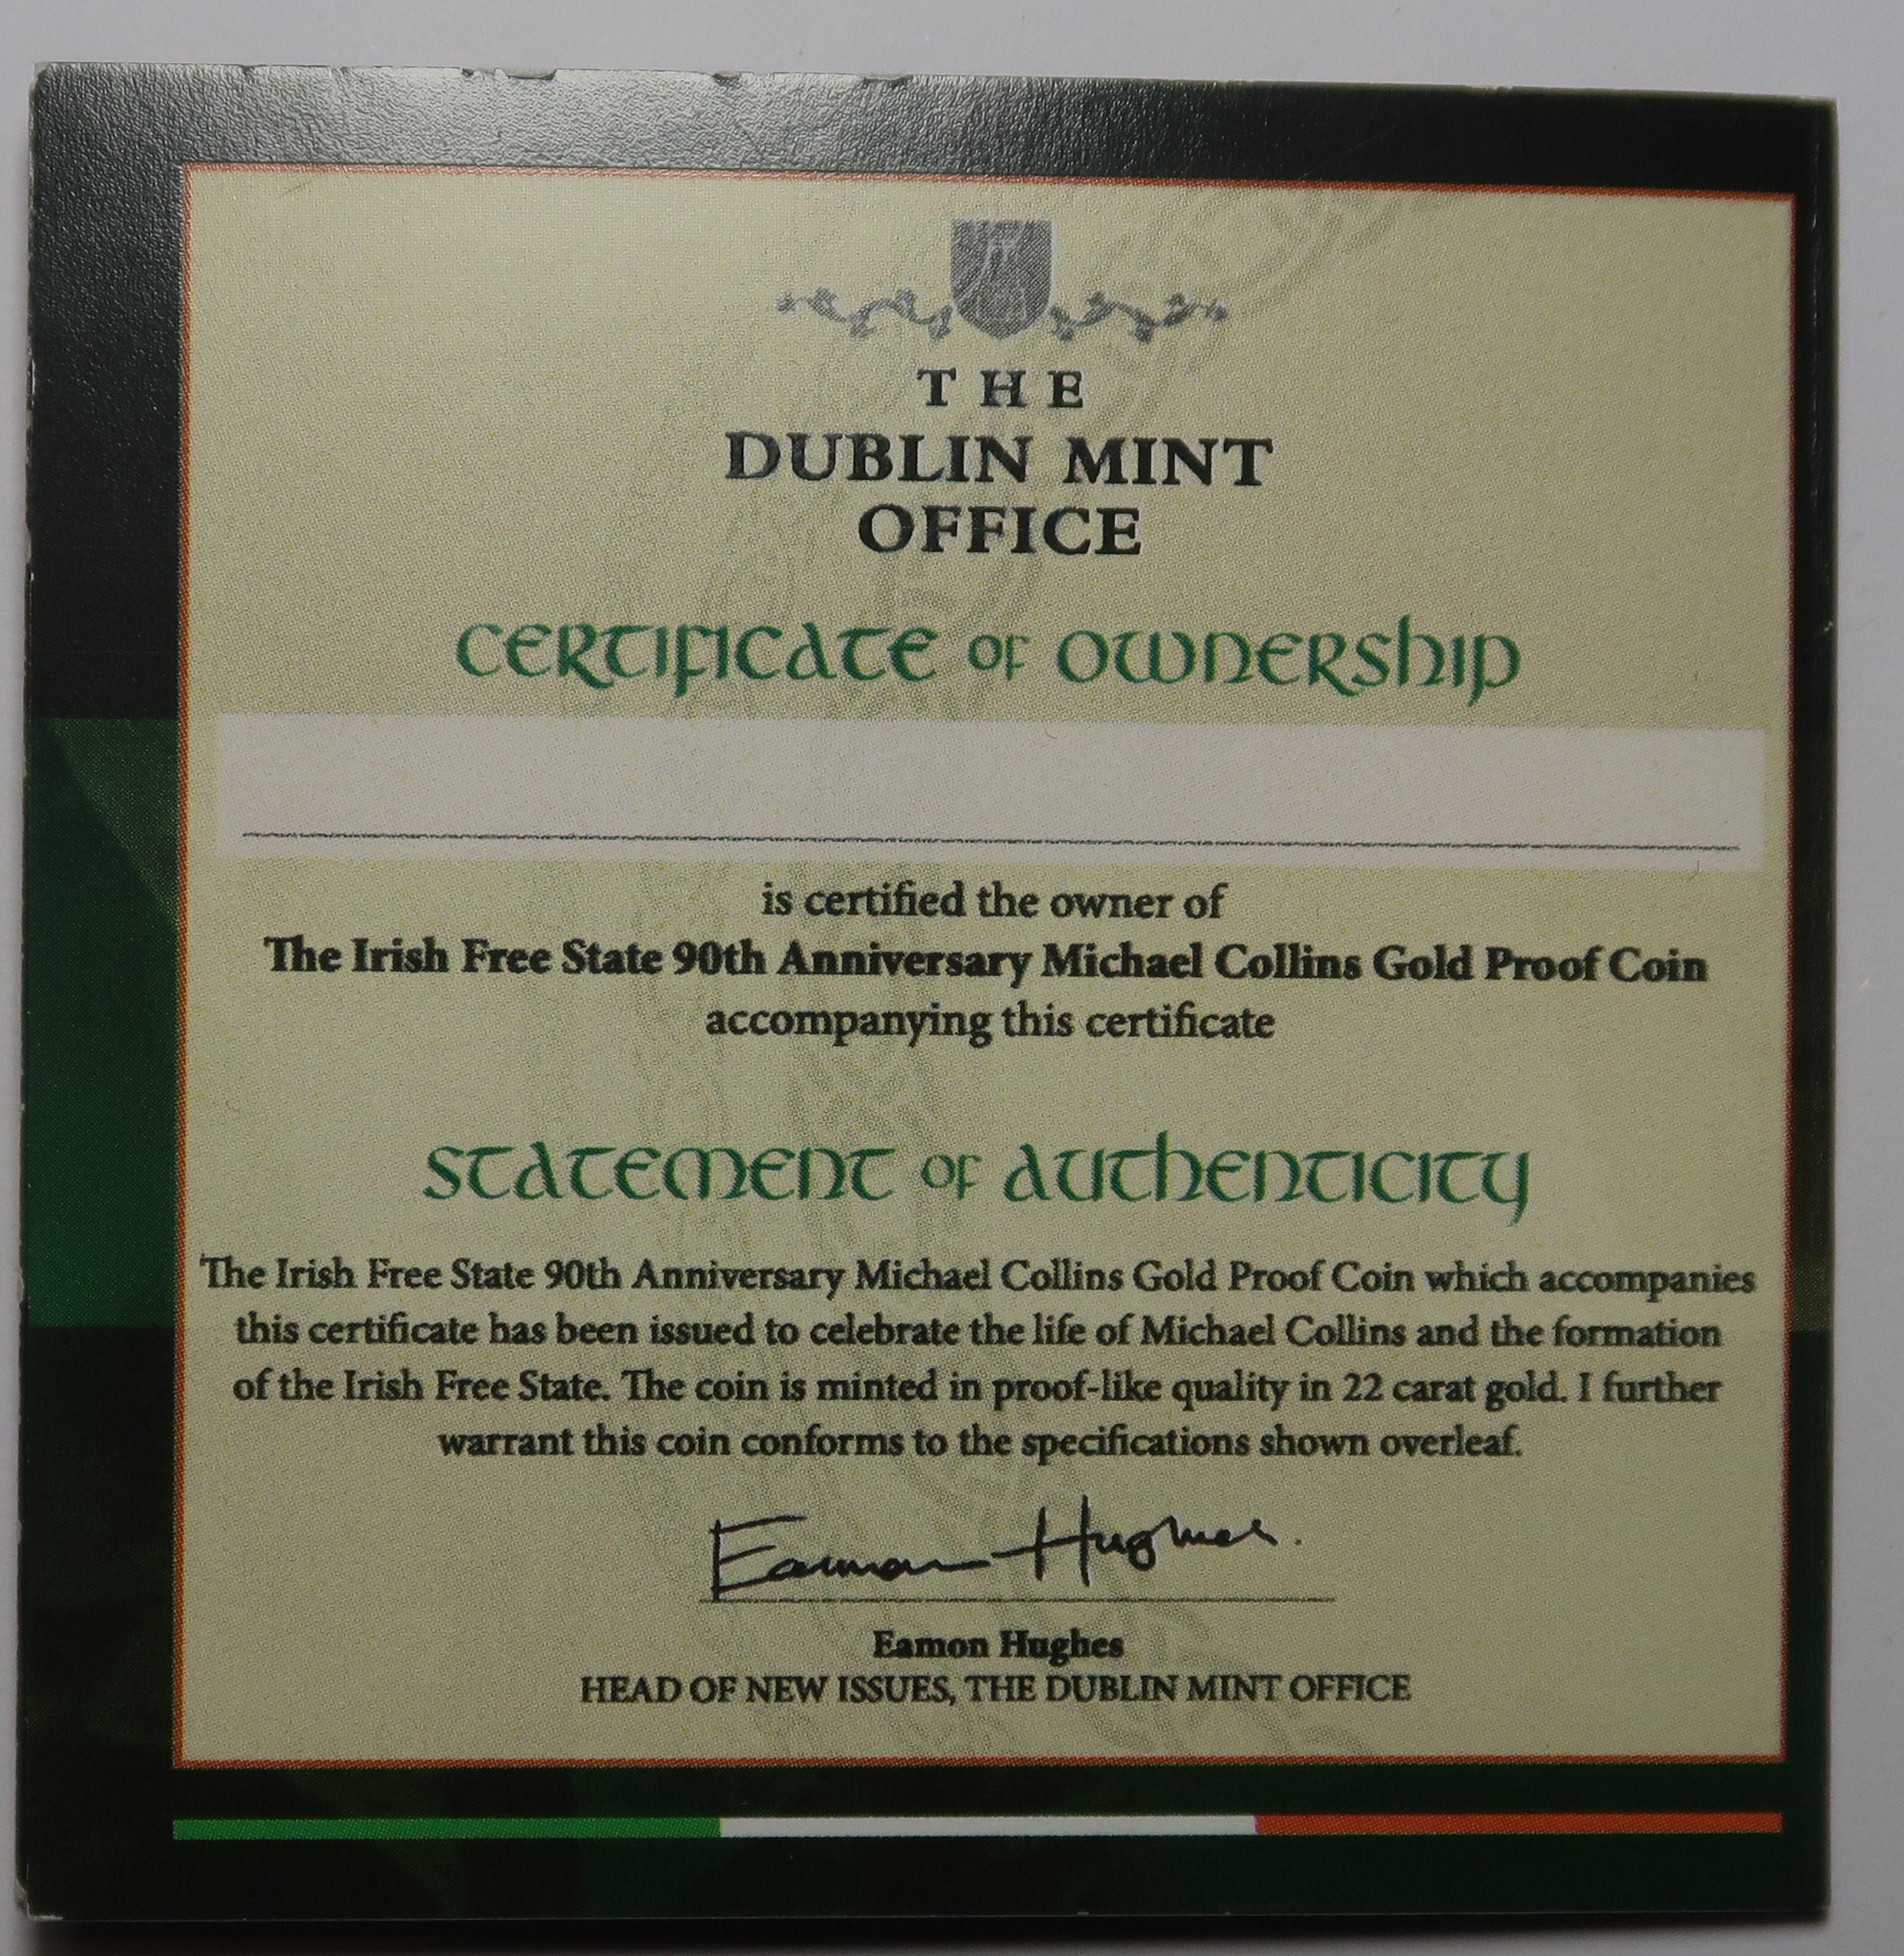 THE
DUBLIN MINT
OFFICE
CERTIFICATE OF OWNERSHIP
is certified the owner of
The Irish Free State 90th Anniversary Michael Collins Gold Proof Coin
accompanying this certificate
STATEMENT OF AUTHENTICITY
The Irish Free State 90th Anniversary Michael Collins Gold Proof Coin which accompanies
this certificate has been issued to celebrate the life of Michael Collins and the formation
of the Irish Free State. The coin is minted in proof-like quality in 22 carat gold. I further
warrant this coin conforms to the specifications shown overleaf.
Eamon Hughes.
Eamon Hughes
HEAD OF NEW ISSUES, THE DUBLIN MINT OFFICE